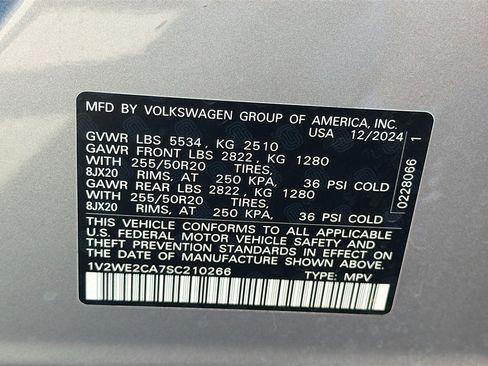 MFD BY VOLKSWAGEN GROUP OF AMERICA, INC.
USA 12/2024
GVWR LBS 5534, KG 2510
GAWR FRONT LBS 2822, KG 1280
WITH 255/50R20 TIRES,
8JX20 RIMS, AT 250 KPA, 36 PSI COLD
GAWR REAR LBS 2822, KG 1280
WITH 255/50R20 TIRES,
8JX20 RIMS, AT 250 KPA, 36 PSI COLD
THIS VEHICLE CONFORMS TO ALL APPLICABLE
U.S. FEDERAL MOTOR VEHICLE SAFETY AND
THEFT PREVENTION STANDARDS IN EFFECT ON
THE DATE OF MANUFACTURE SHOWN ABOVE.
1V2WE2CA7SC210266 TYPE: MPV
0228066 1